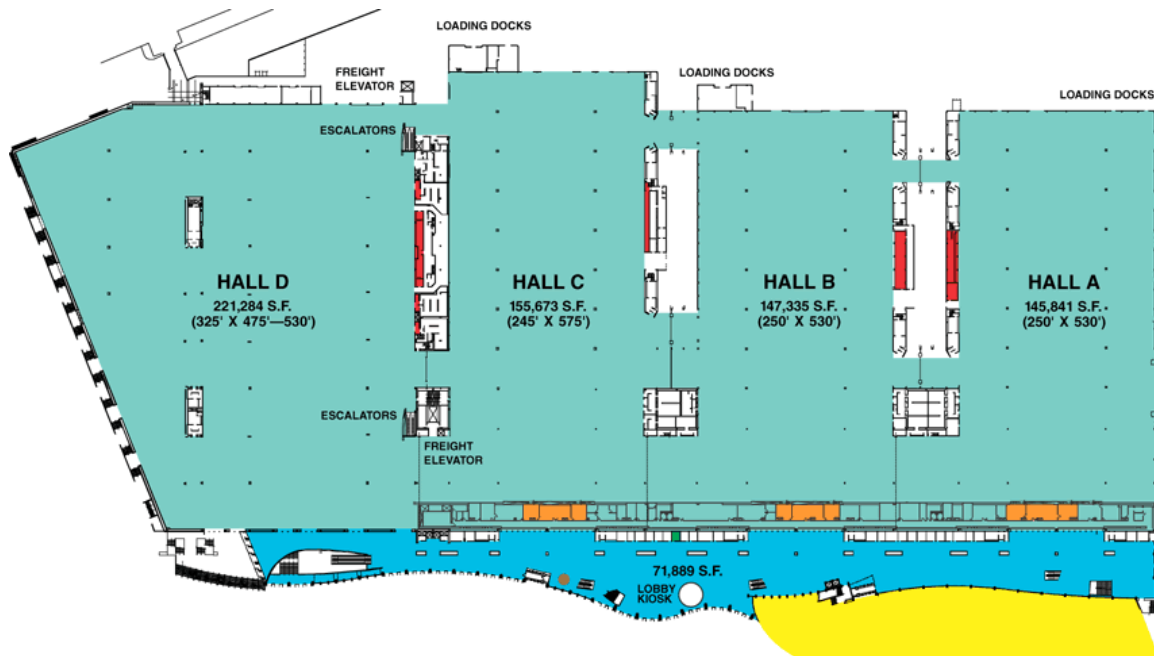 LOADING DOCKS
FREIGHT
ELEVATOR
LOADING DOCKS
LOADING DOCKS
ESCALATORS
HALL D
221,284 S.F.
(325' X 475'—530')
HALL C
155,673 S.F.
(245' X 575')
HALL B
147,335 S.F.
(250' X 530')
HALL A
145,841 S.F.
(250' X 530')
ESCALATORS
FREIGHT
ELEVATOR
71,889 S.F.
LOBBY
KIOSK